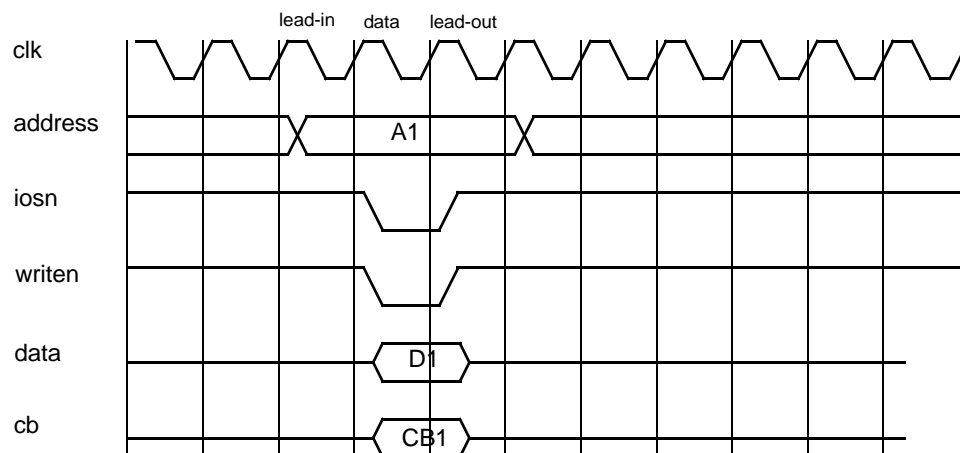 lead-in data lead-out
clk
address A1
iosn
writen
data D1
cb CB1